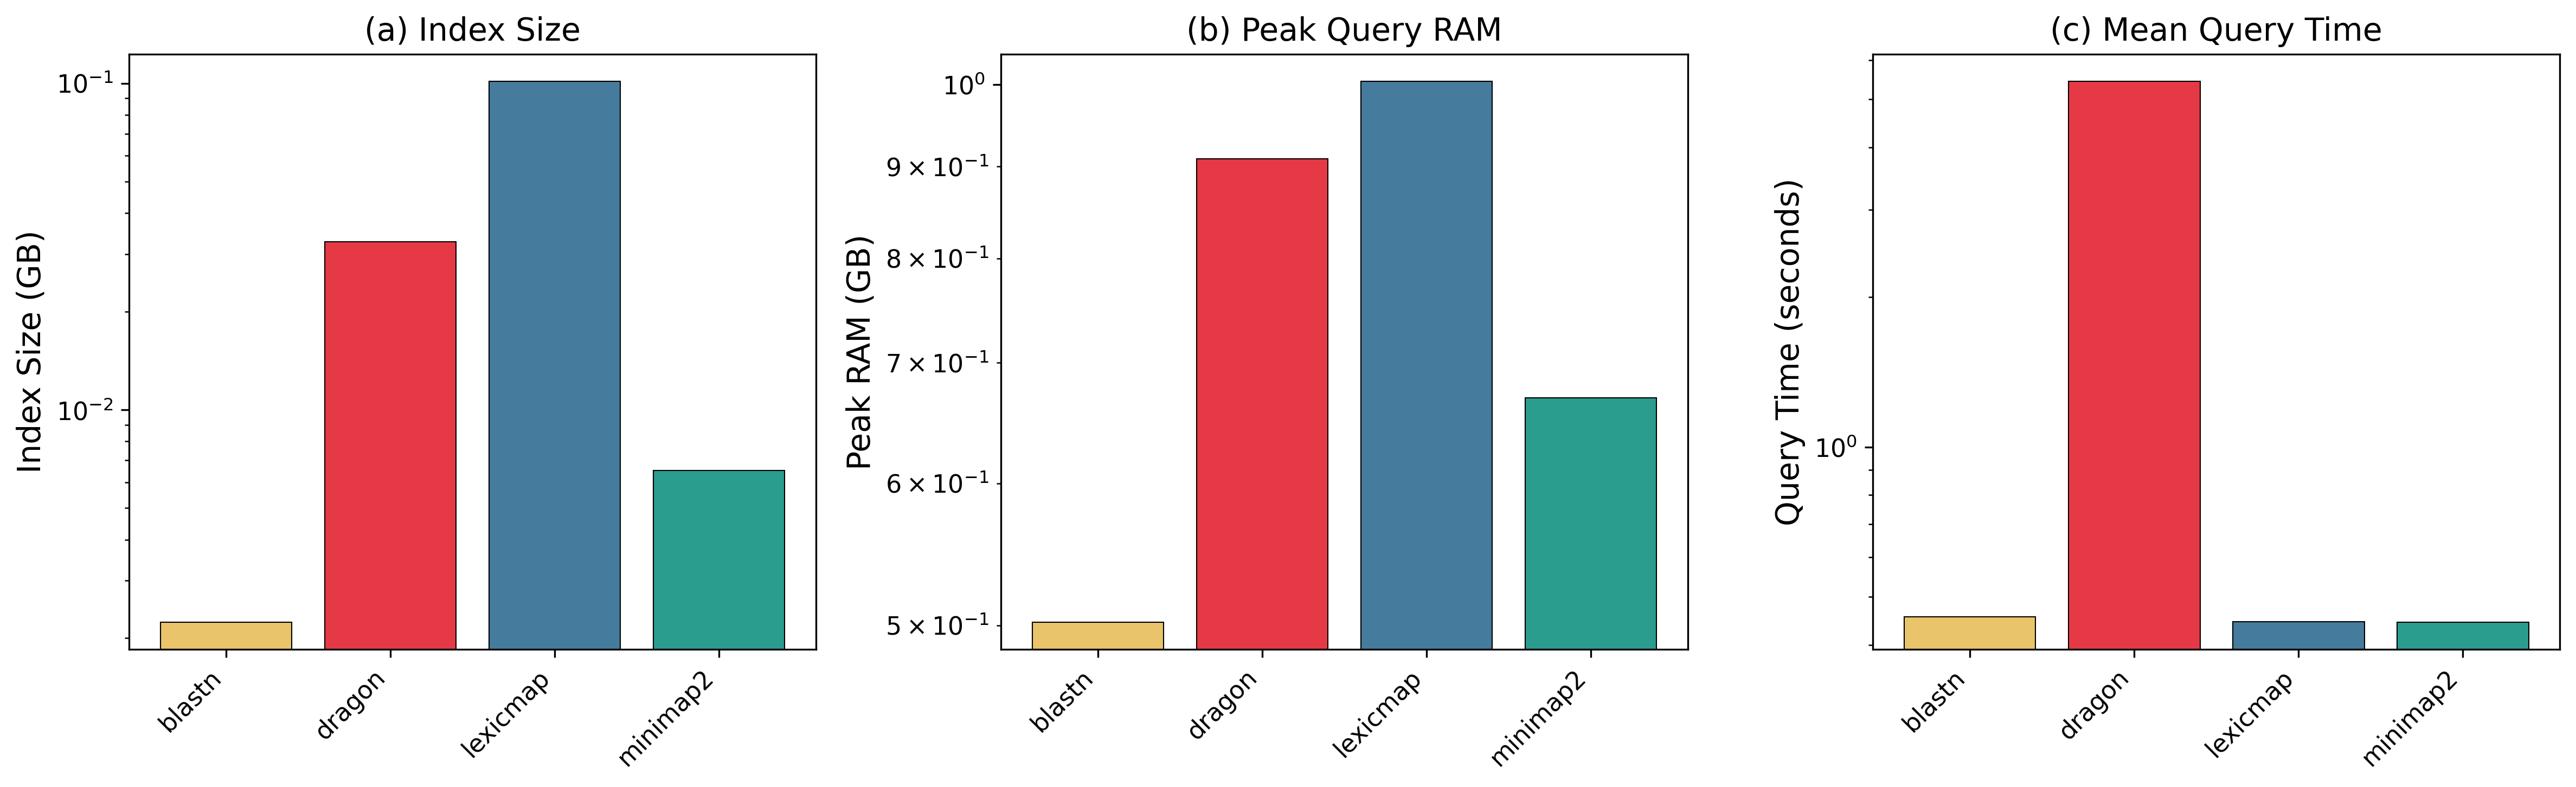 (a) Index Size
Index Size (GB)
10⁻¹
10⁻²
blastn
dragon
lexicmap
minimap2
(b) Peak Query RAM
Peak RAM (GB)
10⁰
9 × 10⁻¹
8 × 10⁻¹
7 × 10⁻¹
6 × 10⁻¹
5 × 10⁻¹
blastn
dragon
lexicmap
minimap2
(c) Mean Query Time
Query Time (seconds)
10⁰
blastn
dragon
lexicmap
minimap2